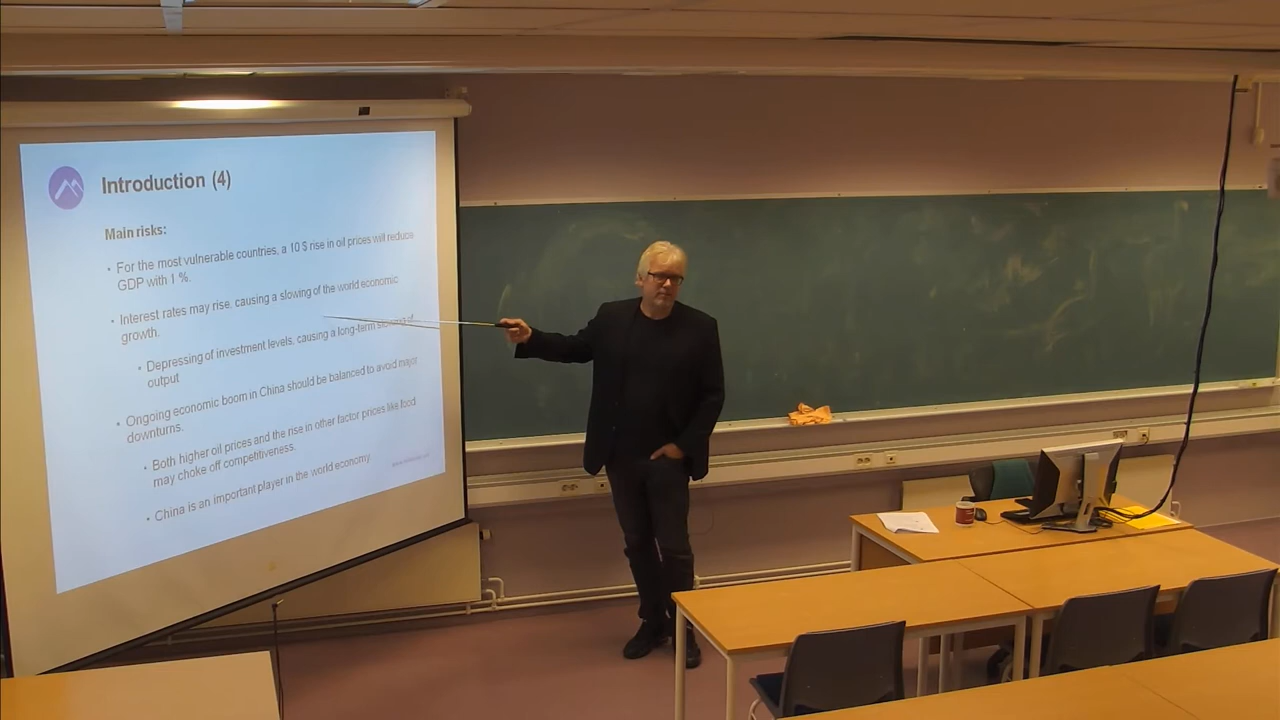 Introduction (4)
Main risks:
• For the most vulnerable countries, a 10 $ rise in oil prices will reduce
GDP with 1 %.
• Interest rates may rise, causing a slowing of the world economic
growth.
• Depressing of investment levels, causing a long-term slowing of
output
• Ongoing economic boom in China should be balanced to avoid major
downturns.
• Both higher oil prices and the rise in other factor prices like food,
may choke off competitiveness.
• China is an important player in the world economy.